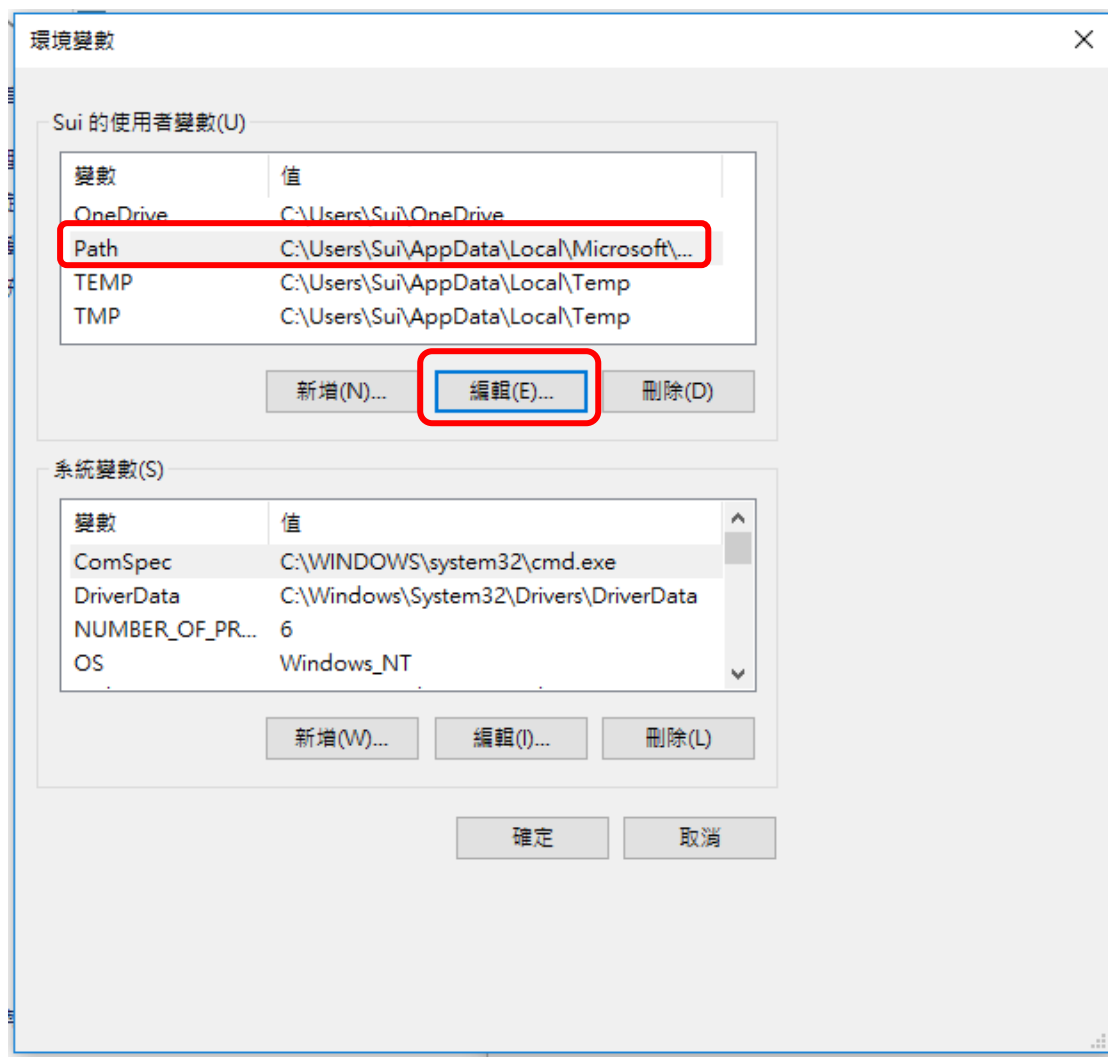 環境變數
Sui 的使用者變數(U)
變數 值
OneDrive C:\Users\Sui\OneDrive
Path C:\Users\Sui\AppData\Local\Microsoft\...
TEMP C:\Users\Sui\AppData\Local\Temp
TMP C:\Users\Sui\AppData\Local\Temp
新增(N)... 編輯(E)... 刪除(D)
系統變數(S)
變數 值
ComSpec C:\WINDOWS\system32\cmd.exe
DriverData C:\Windows\System32\Drivers\DriverData
NUMBER_OF_PR... 6
OS Windows_NT
新增(W)... 編輯(I)... 刪除(L)
確定 取消